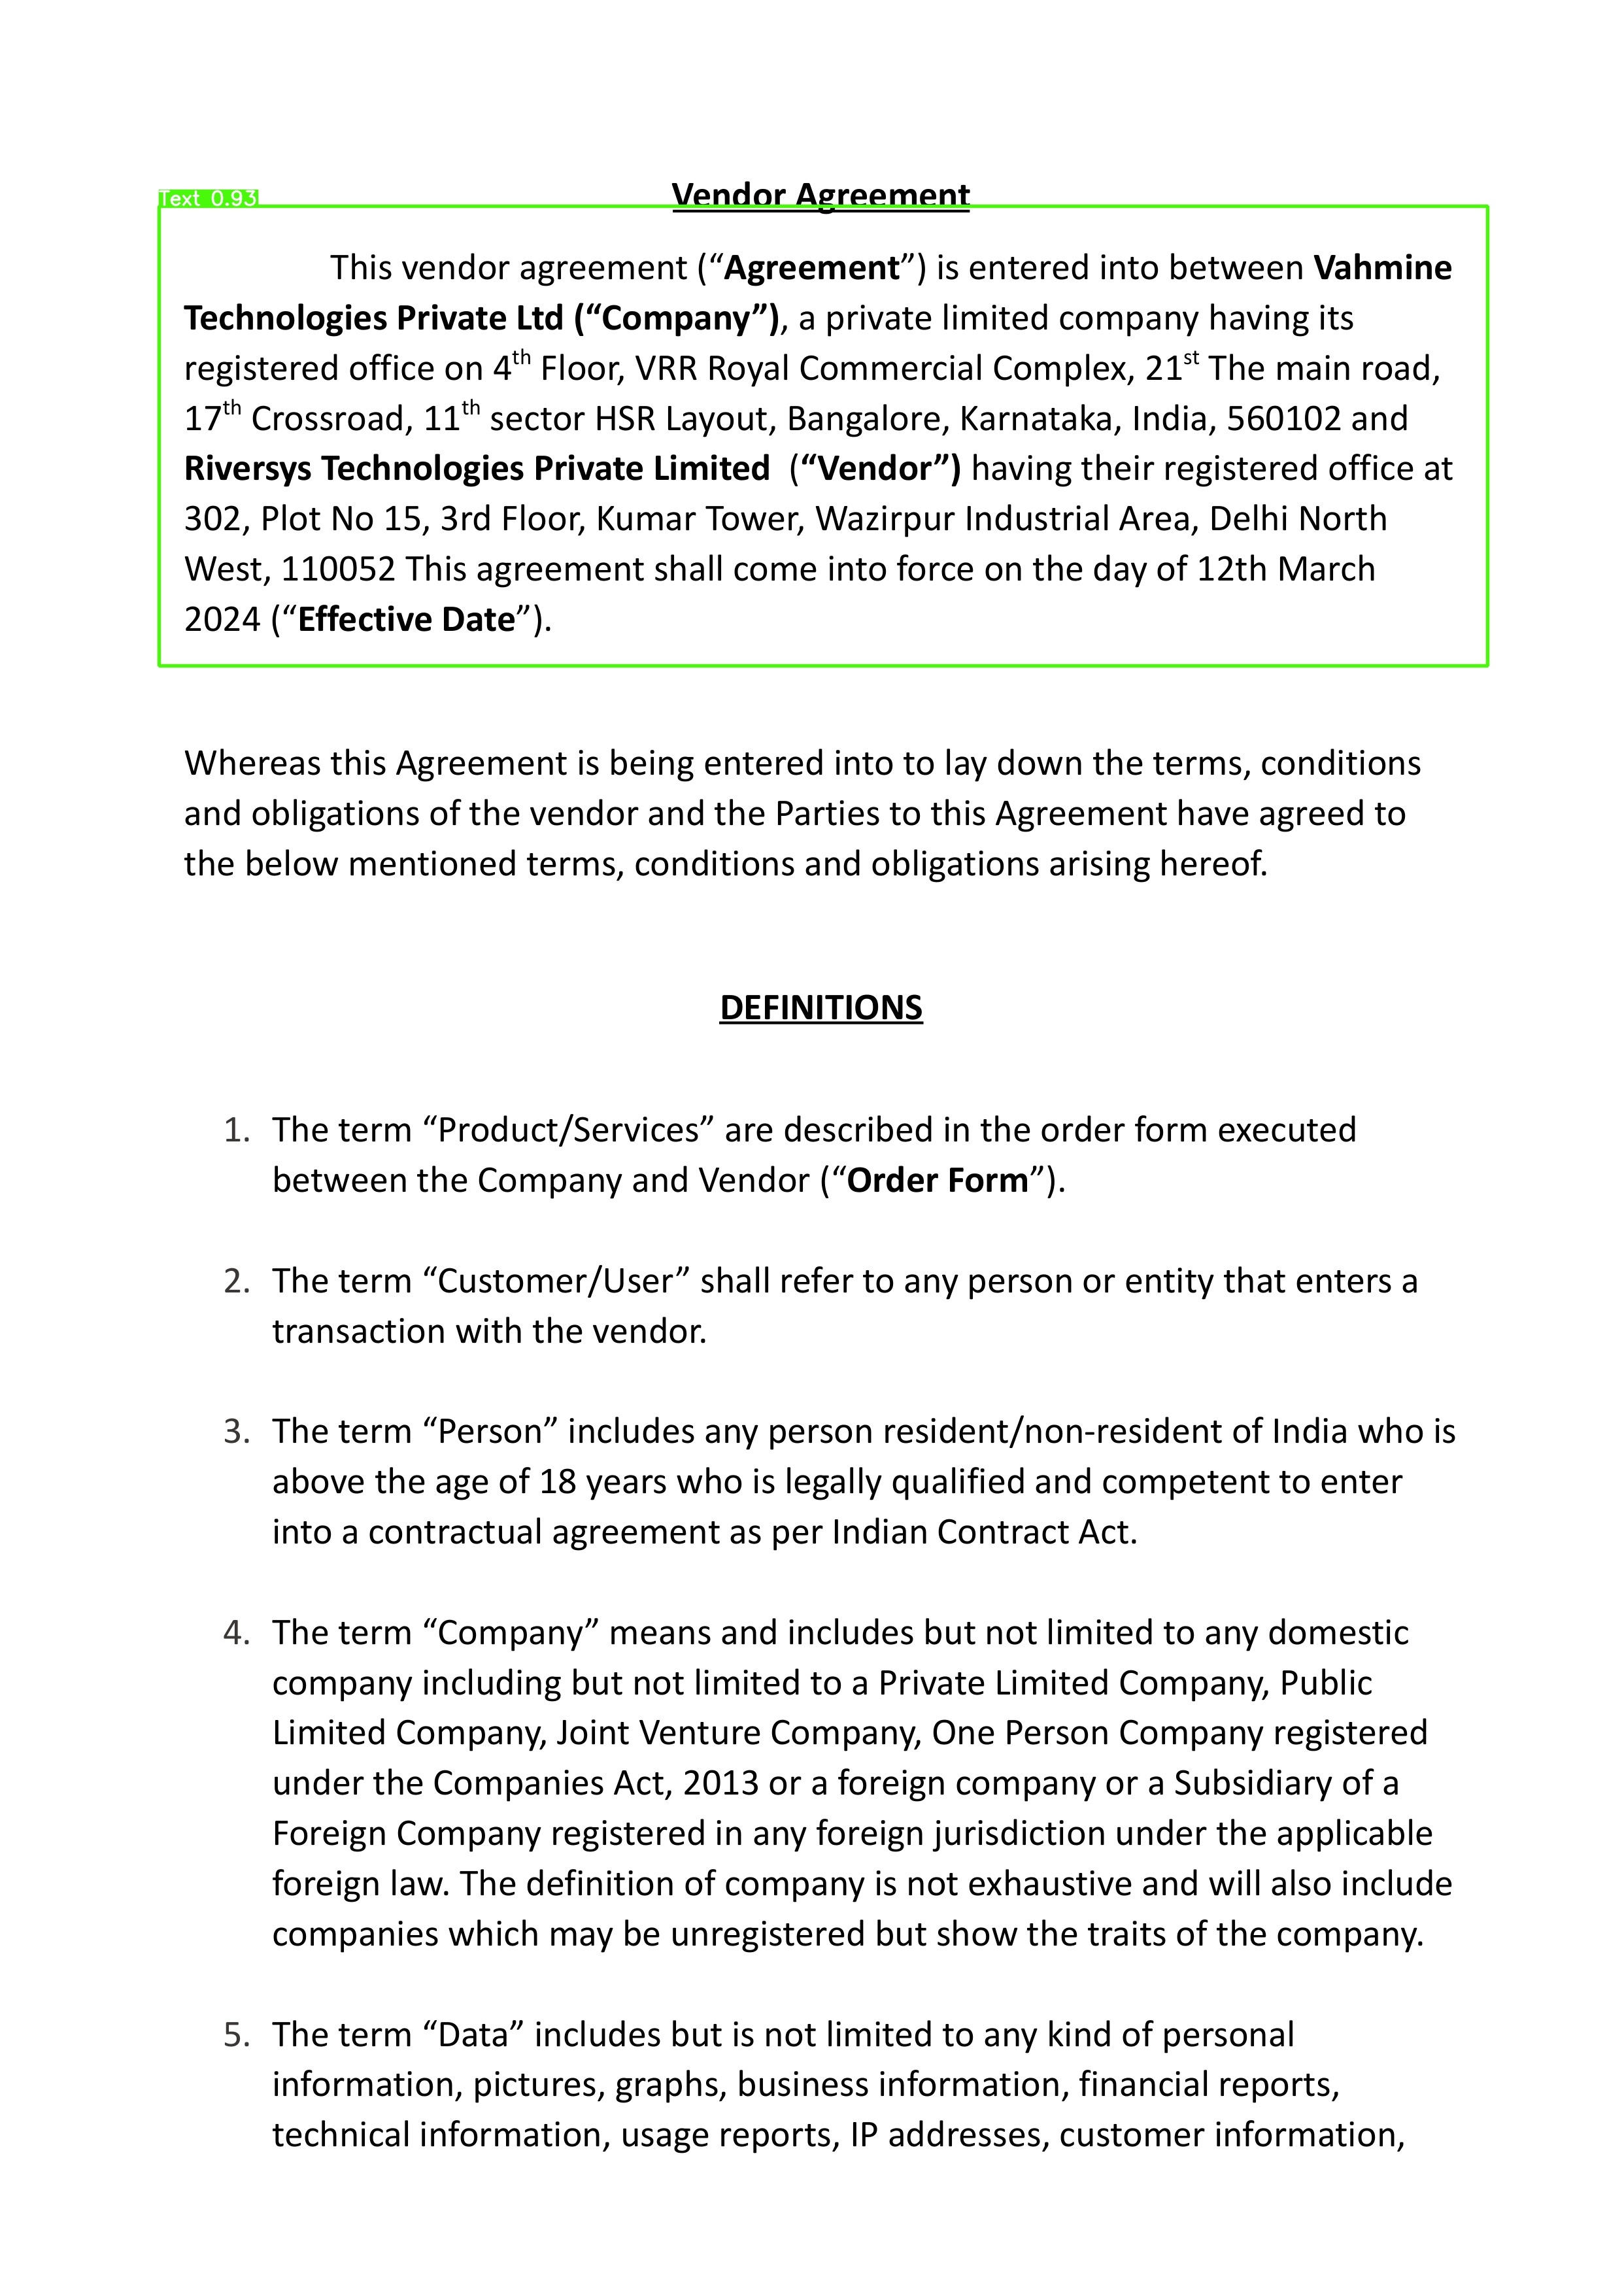 Vendor Agreement
Text 0.93
This vendor agreement (“Agreement”) is entered into between Vahmine
Technologies Private Ltd (“Company”), a private limited company having its
registered office on 4th Floor, VRR Royal Commercial Complex, 21st The main road,
17th Crossroad, 11th sector HSR Layout, Bangalore, Karnataka, India, 560102 and
Riversys Technologies Private Limited (“Vendor”) having their registered office at
302, Plot No 15, 3rd Floor, Kumar Tower, Wazirpur Industrial Area, Delhi North
West, 110052 This agreement shall come into force on the day of 12th March
2024 (“Effective Date”).
Whereas this Agreement is being entered into to lay down the terms, conditions
and obligations of the vendor and the Parties to this Agreement have agreed to
the below mentioned terms, conditions and obligations arising hereof.
DEFINITIONS
1. The term “Product/Services” are described in the order form executed
between the Company and Vendor (“Order Form”).
2. The term “Customer/User” shall refer to any person or entity that enters a
transaction with the vendor.
3. The term “Person” includes any person resident/non-resident of India who is
above the age of 18 years who is legally qualified and competent to enter
into a contractual agreement as per Indian Contract Act.
4. The term “Company” means and includes but not limited to any domestic
company including but not limited to a Private Limited Company, Public
Limited Company, Joint Venture Company, One Person Company registered
under the Companies Act, 2013 or a foreign company or a Subsidiary of a
Foreign Company registered in any foreign jurisdiction under the applicable
foreign law. The definition of company is not exhaustive and will also include
companies which may be unregistered but show the traits of the company.
5. The term “Data” includes but is not limited to any kind of personal
information, pictures, graphs, business information, financial reports,
technical information, usage reports, IP addresses, customer information,